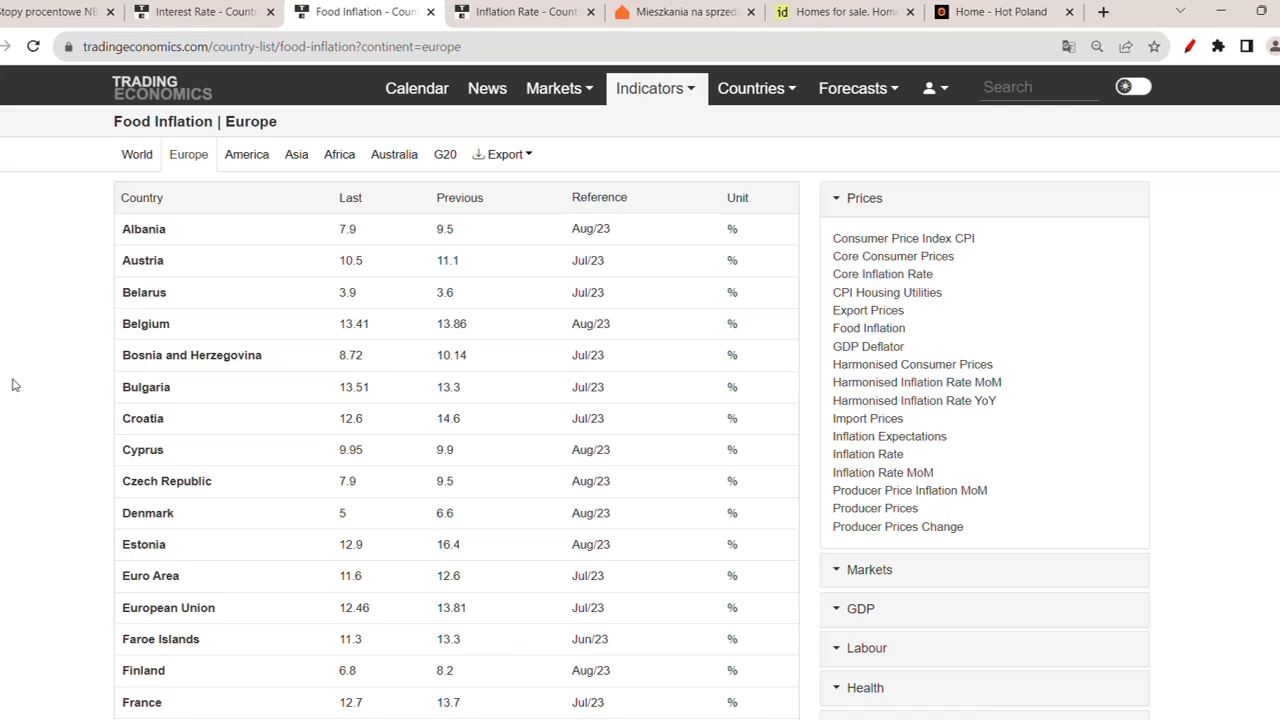 stopy procentowe NB
Interest Rate - Countr
Food Inflation - Coun
Inflation Rate - Count
Mieszkania na sprzed
Homes for sale. Home
Home - Hot Poland
tradingeconomics.com/country-list/food-inflation?continent=europe
TRADING
ECONOMICS
Calendar News Markets Indicators Countries Forecasts Search
Food Inflation | Europe
World Europe America Asia Africa Australia G20 Export
Country Last Previous Reference Unit
Albania 7.9 9.5 Aug/23 %
Austria 10.5 11.1 Jul/23 %
Belarus 3.9 3.6 Jul/23 %
Belgium 13.41 13.86 Aug/23 %
Bosnia and Herzegovina 8.72 10.14 Jul/23 %
Bulgaria 13.51 13.3 Jul/23 %
Croatia 12.6 14.6 Jul/23 %
Cyprus 9.95 9.9 Aug/23 %
Czech Republic 7.9 9.5 Aug/23 %
Denmark 5 6.6 Aug/23 %
Estonia 12.9 16.4 Aug/23 %
Euro Area 11.6 12.6 Jul/23 %
European Union 12.46 13.81 Jul/23 %
Faroe Islands 11.3 13.3 Jun/23 %
Finland 6.8 8.2 Aug/23 %
France 12.7 13.7 Jul/23 %
Prices
Consumer Price Index CPI
Core Consumer Prices
Core Inflation Rate
CPI Housing Utilities
Export Prices
Food Inflation
GDP Deflator
Harmonised Consumer Prices
Harmonised Inflation Rate MoM
Harmonised Inflation Rate YoY
Import Prices
Inflation Expectations
Inflation Rate
Inflation Rate MoM
Producer Price Inflation MoM
Producer Prices
Producer Prices Change
Markets
GDP
Labour
Health